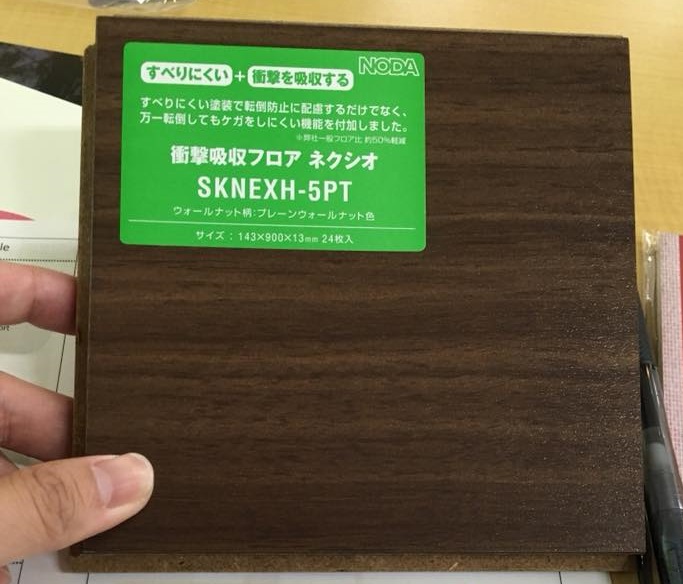 NODA
すべりにくい+衝撃を吸収する
すべりにくい塗装で転倒防止に配慮するだけでなく、
万一転倒してもケガをしにくい機能を付加しました。
※弊社一般フロア比 約50%軽減
衝撃吸収フロア ネクシオ
SKNEXH-5PT
ウォールナット柄:プレーンウォールナット色
サイズ : 143×900×13mm 24枚入
le